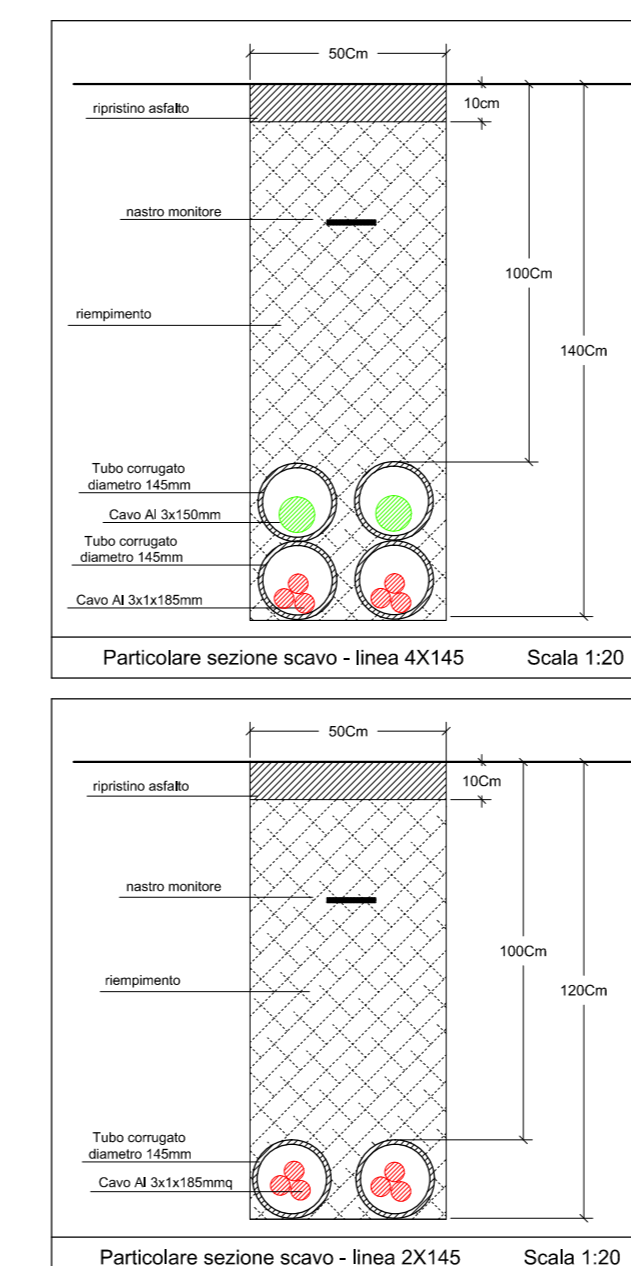 50Cm
ripristino asfalto
10cm
nastro monitore
100Cm
riempimento
140Cm
Tubo corrugato
diametro 145mm
Cavo Al 3x150mm
Tubo corrugato
diametro 145mm
Cavo Al 3x1x185mm
Particolare sezione scavo - linea 4X145 Scala 1:20
50Cm
ripristino asfalto
10Cm
nastro monitore
100Cm
riempimento
120Cm
Tubo corrugato
diametro 145mm
Cavo Al 3x1x185mmq
Particolare sezione scavo - linea 2X145 Scala 1:20